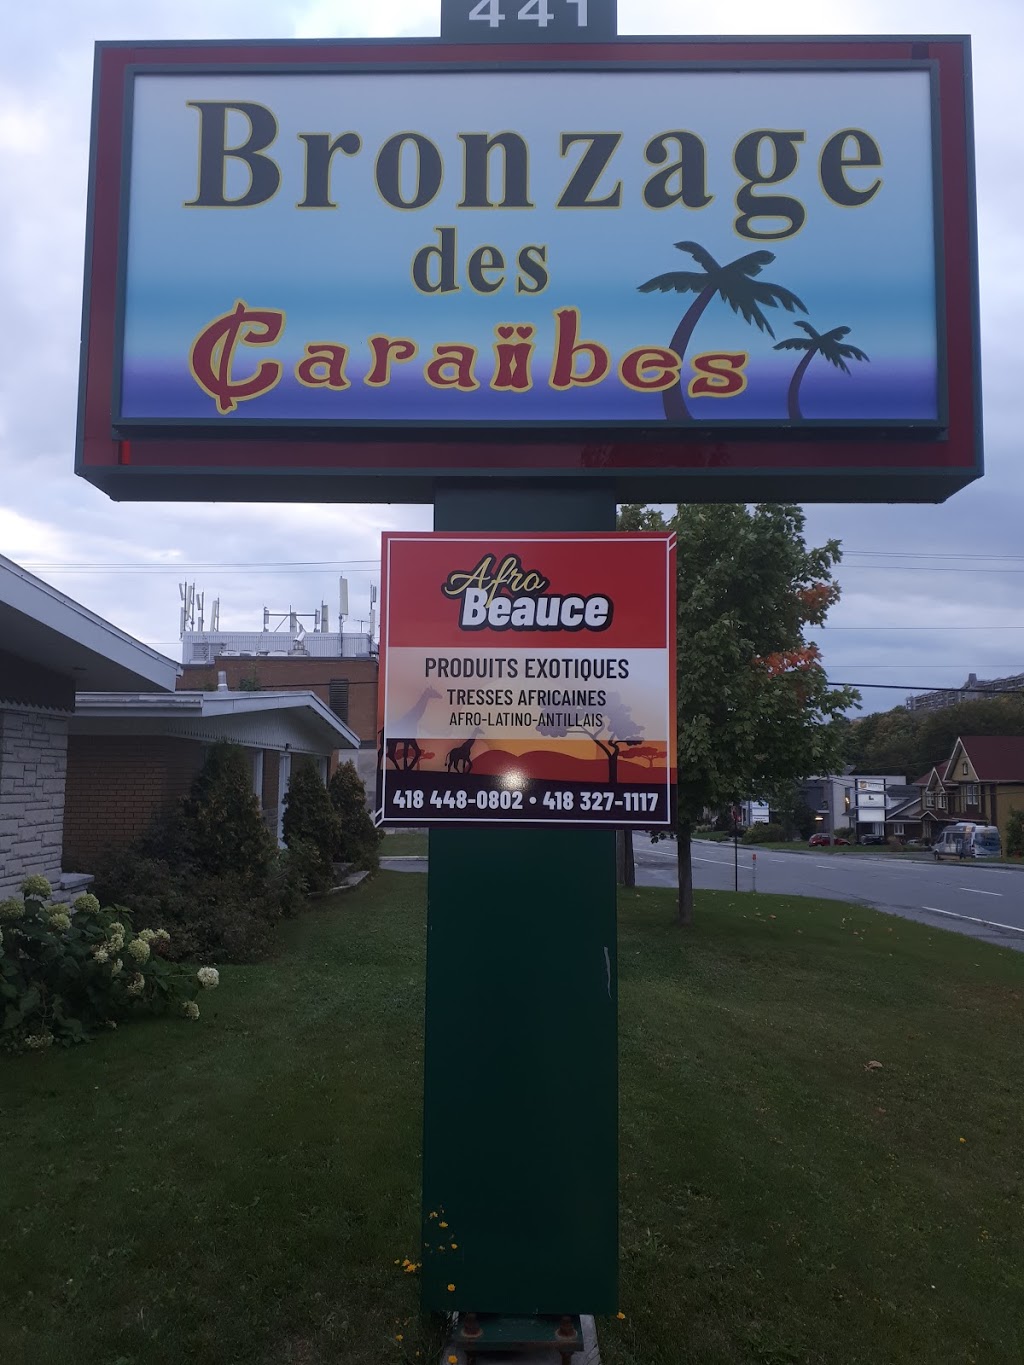 441
Bronzage
des
Caraïbes
Afro
Beauce
PRODUITS EXOTIQUES
TRESSES AFRICAINES
AFRO-LATINO-ANTILLAIS
418 448-0802 • 418 327-1117